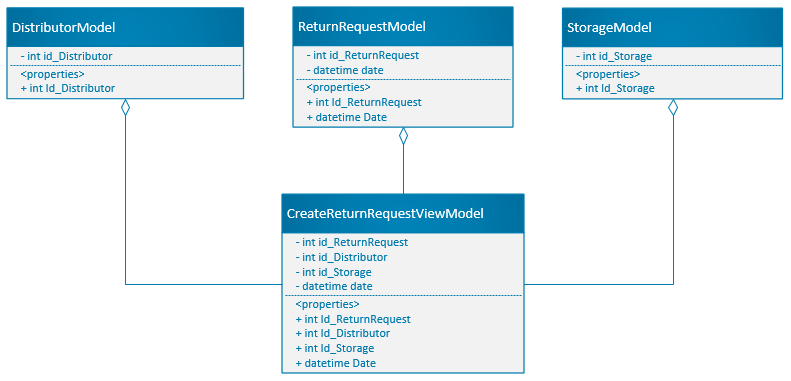 DistributorModel
- int id_Distributor
<properties>
+ int Id_Distributor
ReturnRequestModel
- int id_ReturnRequest
- datetime date
<properties>
+ int Id_ReturnRequest
+ datetime Date
StorageModel
- int id_Storage
<properties>
+ int Id_Storage
CreateReturnRequestViewModel
- int id_ReturnRequest
- int id_Distributor
- int id_Storage
- datetime date
<properties>
+ int Id_ReturnRequest
+ int Id_Distributor
+ int Id_Storage
+ datetime Date